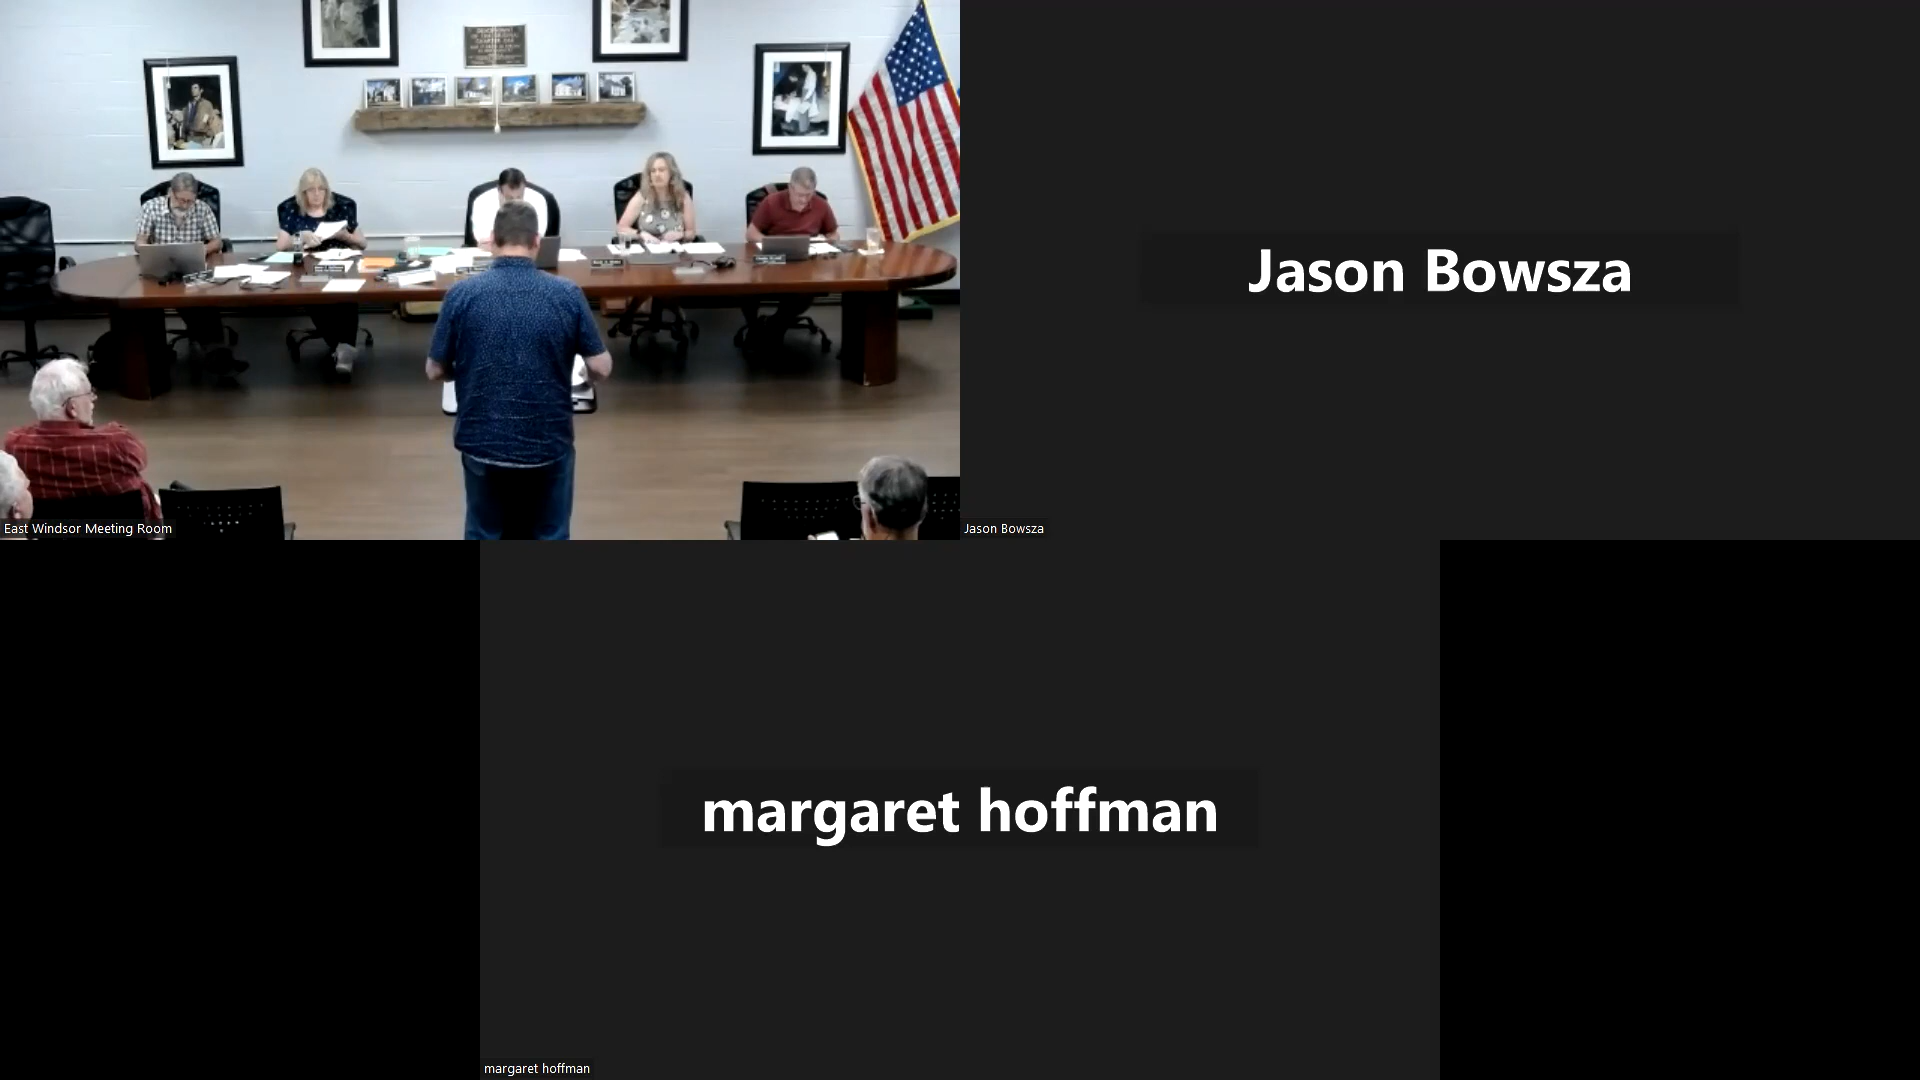 East Windsor Meeting Room
Jason Bowsza
Jason Bowsza
margaret hoffman
margaret hoffman